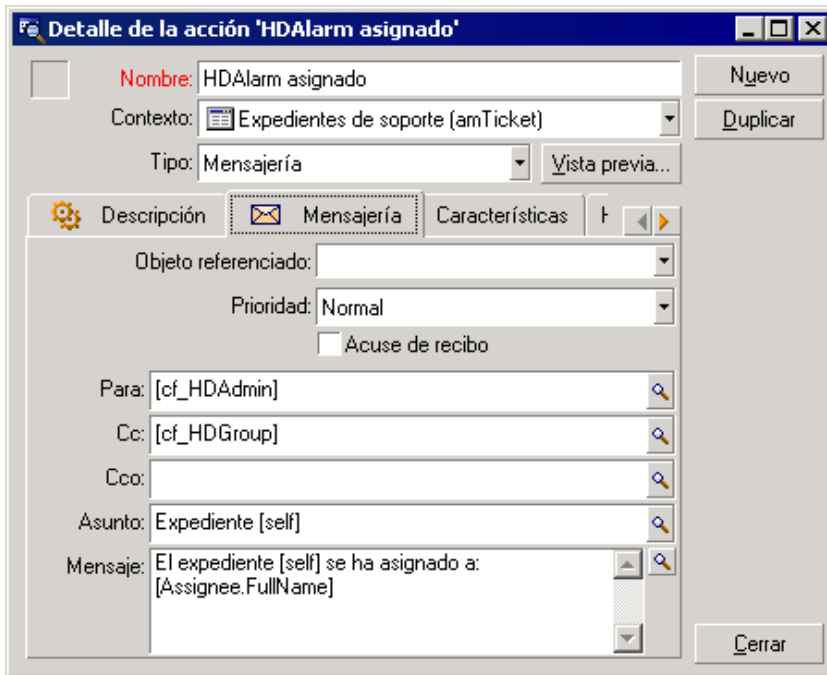 Detalle de la acción 'HDAlarm asignado'
Nombre: HDAlarm asignado
Nuevo
Contexto: Expedientes de soporte (amTicket)
Duplicar
Tipo: Mensajería
Vista previa...
Descripción
Mensajería
Características
Objeto referenciado:
Prioridad: Normal
Acuse de recibo
Para: [cf_HDAdmin]
Cc: [cf_HDGroup]
Cco:
Asunto: Expediente [self]
Mensaje: El expediente [self] se ha asignado a:
[Assignee.FullName]
Cerrar